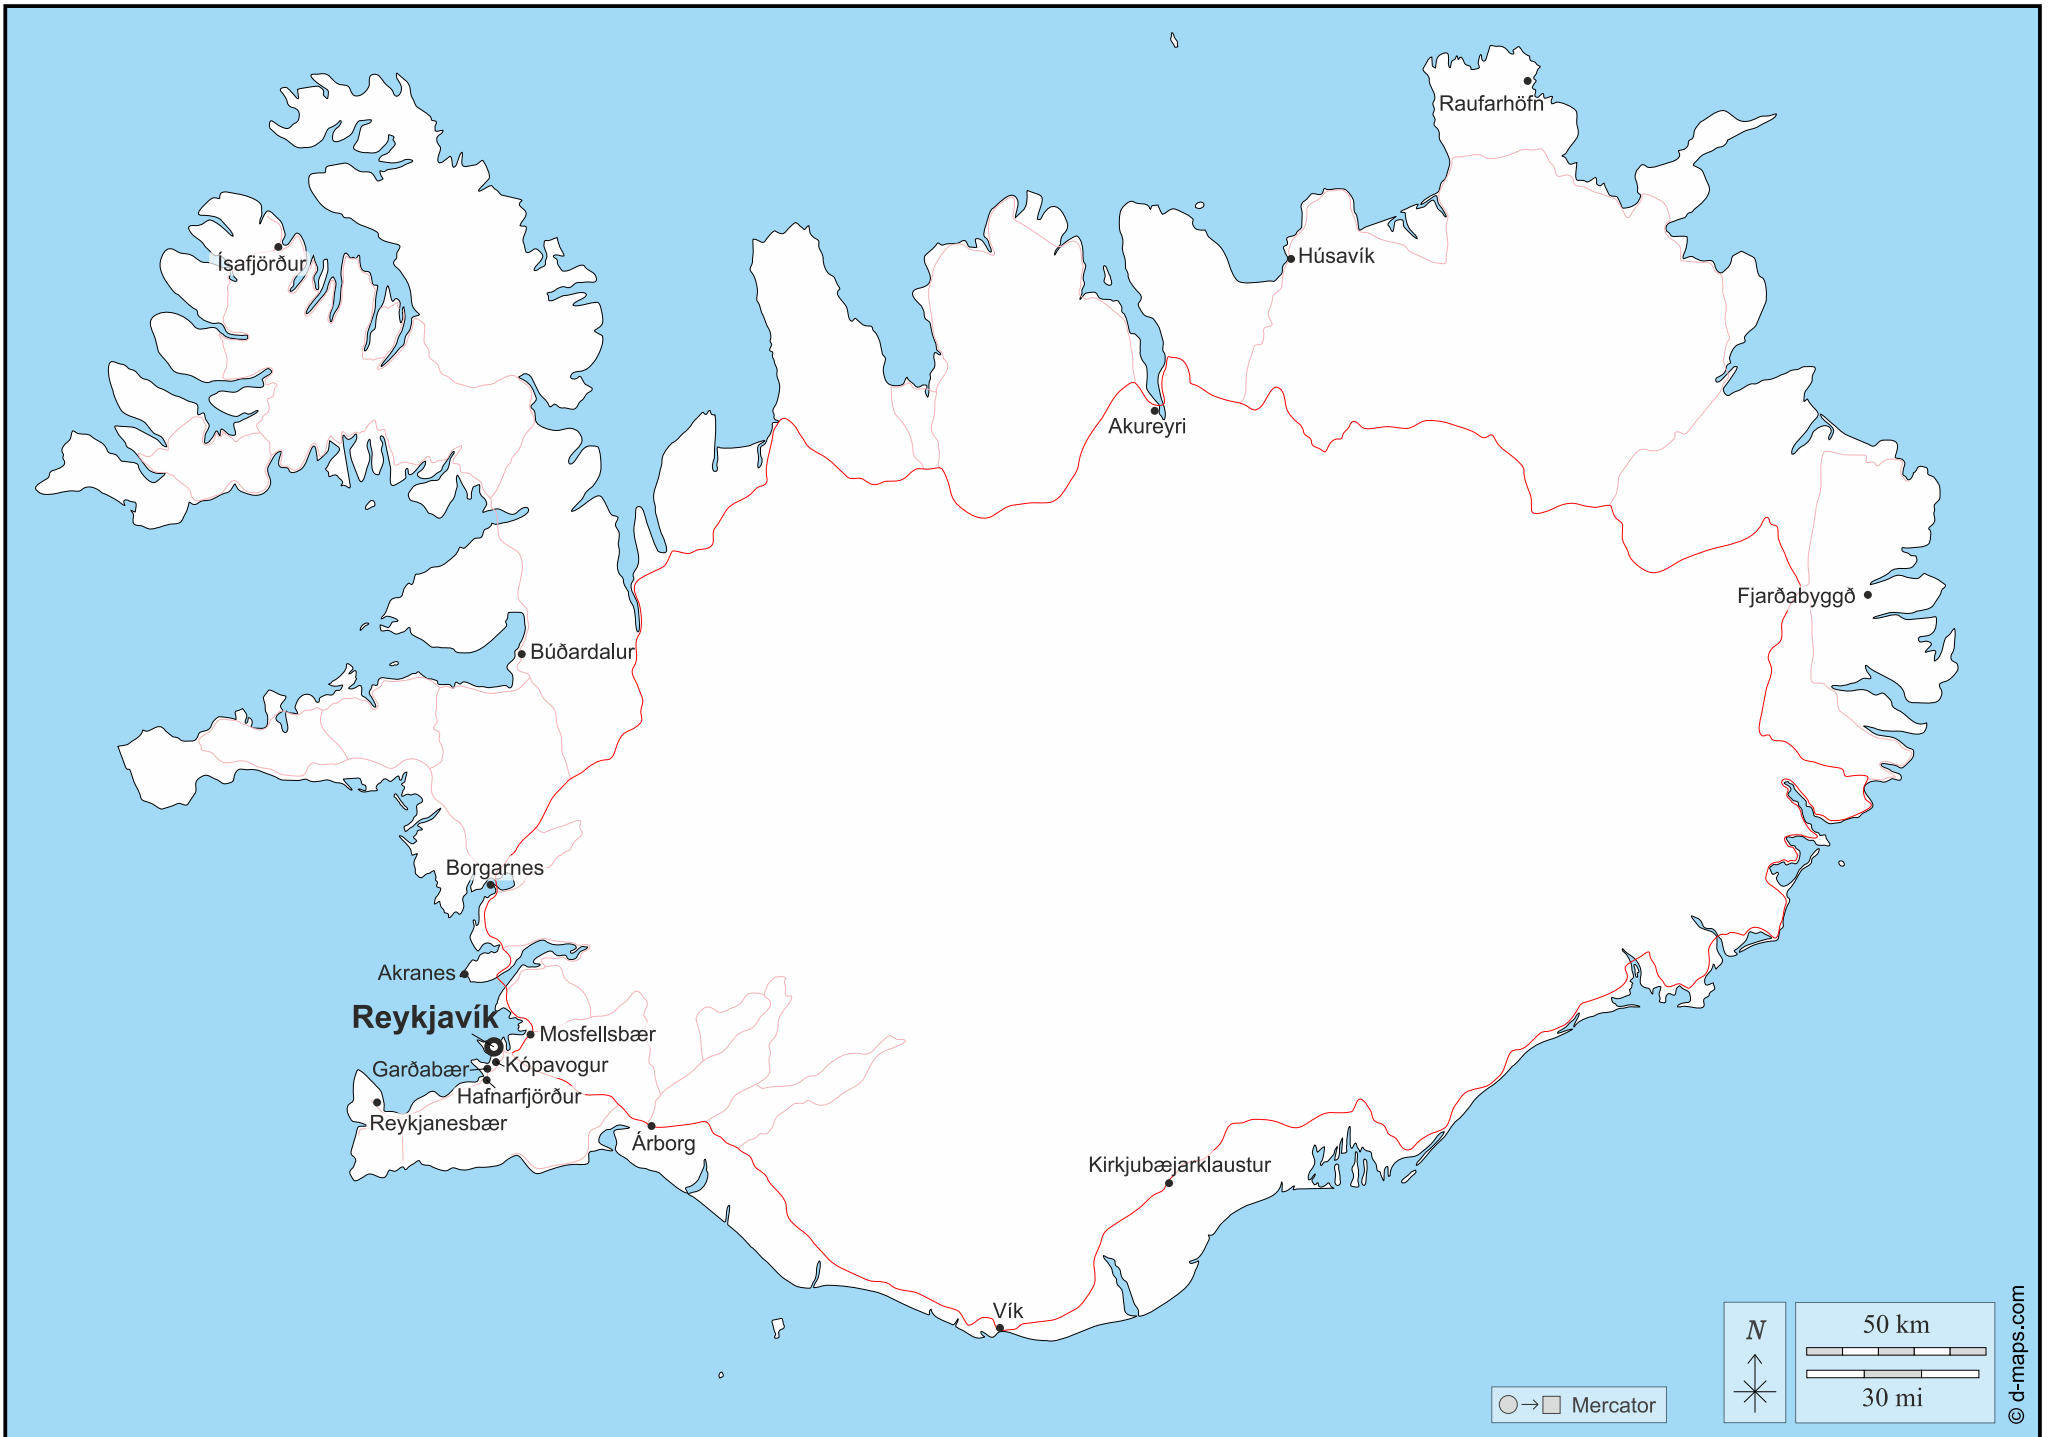 Raufarhöfn
Ísafjörður
Húsavík
Akureyri
Fjarðabyggð
Búðardalur
Borgarnes
Akranes
Reykjavík
Mosfellsbær
Kópavogur
Garðabær
Hafnarfjörður
Reykjanesbær
Árborg
Kirkjubæjarklaustur
Vík
N
50 km
30 mi
Mercator
© d-maps.com